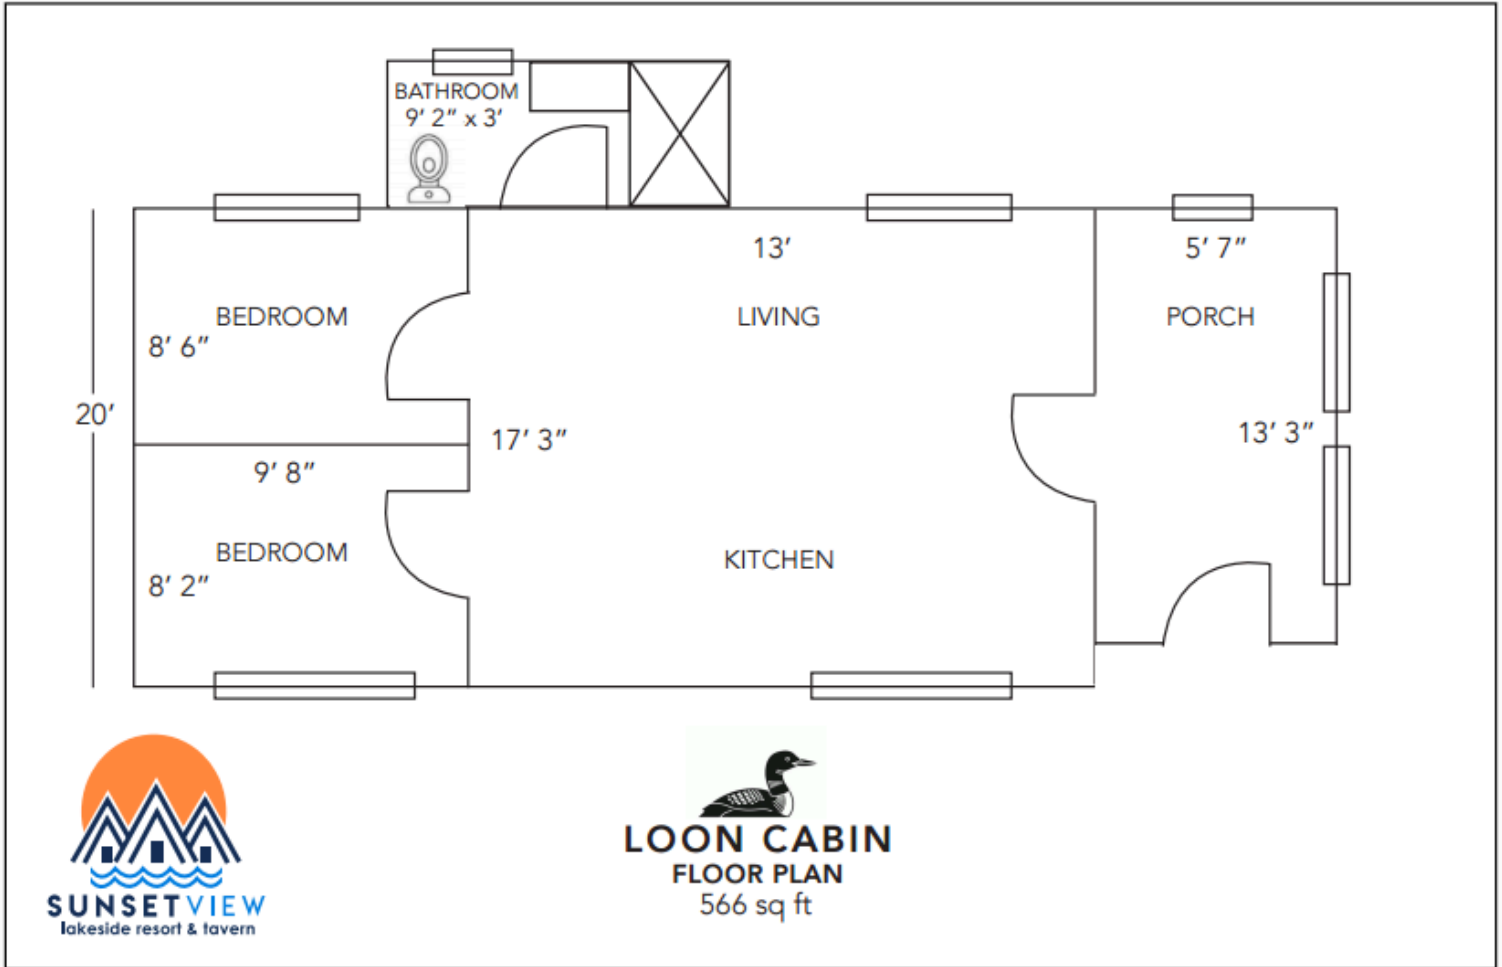 BATHROOM
9’ 2” x 3’
13’
5’ 7”
BEDROOM
LIVING
PORCH
8’ 6”
20’
17’ 3”
13’ 3”
9’ 8”
BEDROOM
KITCHEN
8’ 2”
LOON CABIN
FLOOR PLAN
566 sq ft
SUNSETVIEW
lakeside resort & tavern